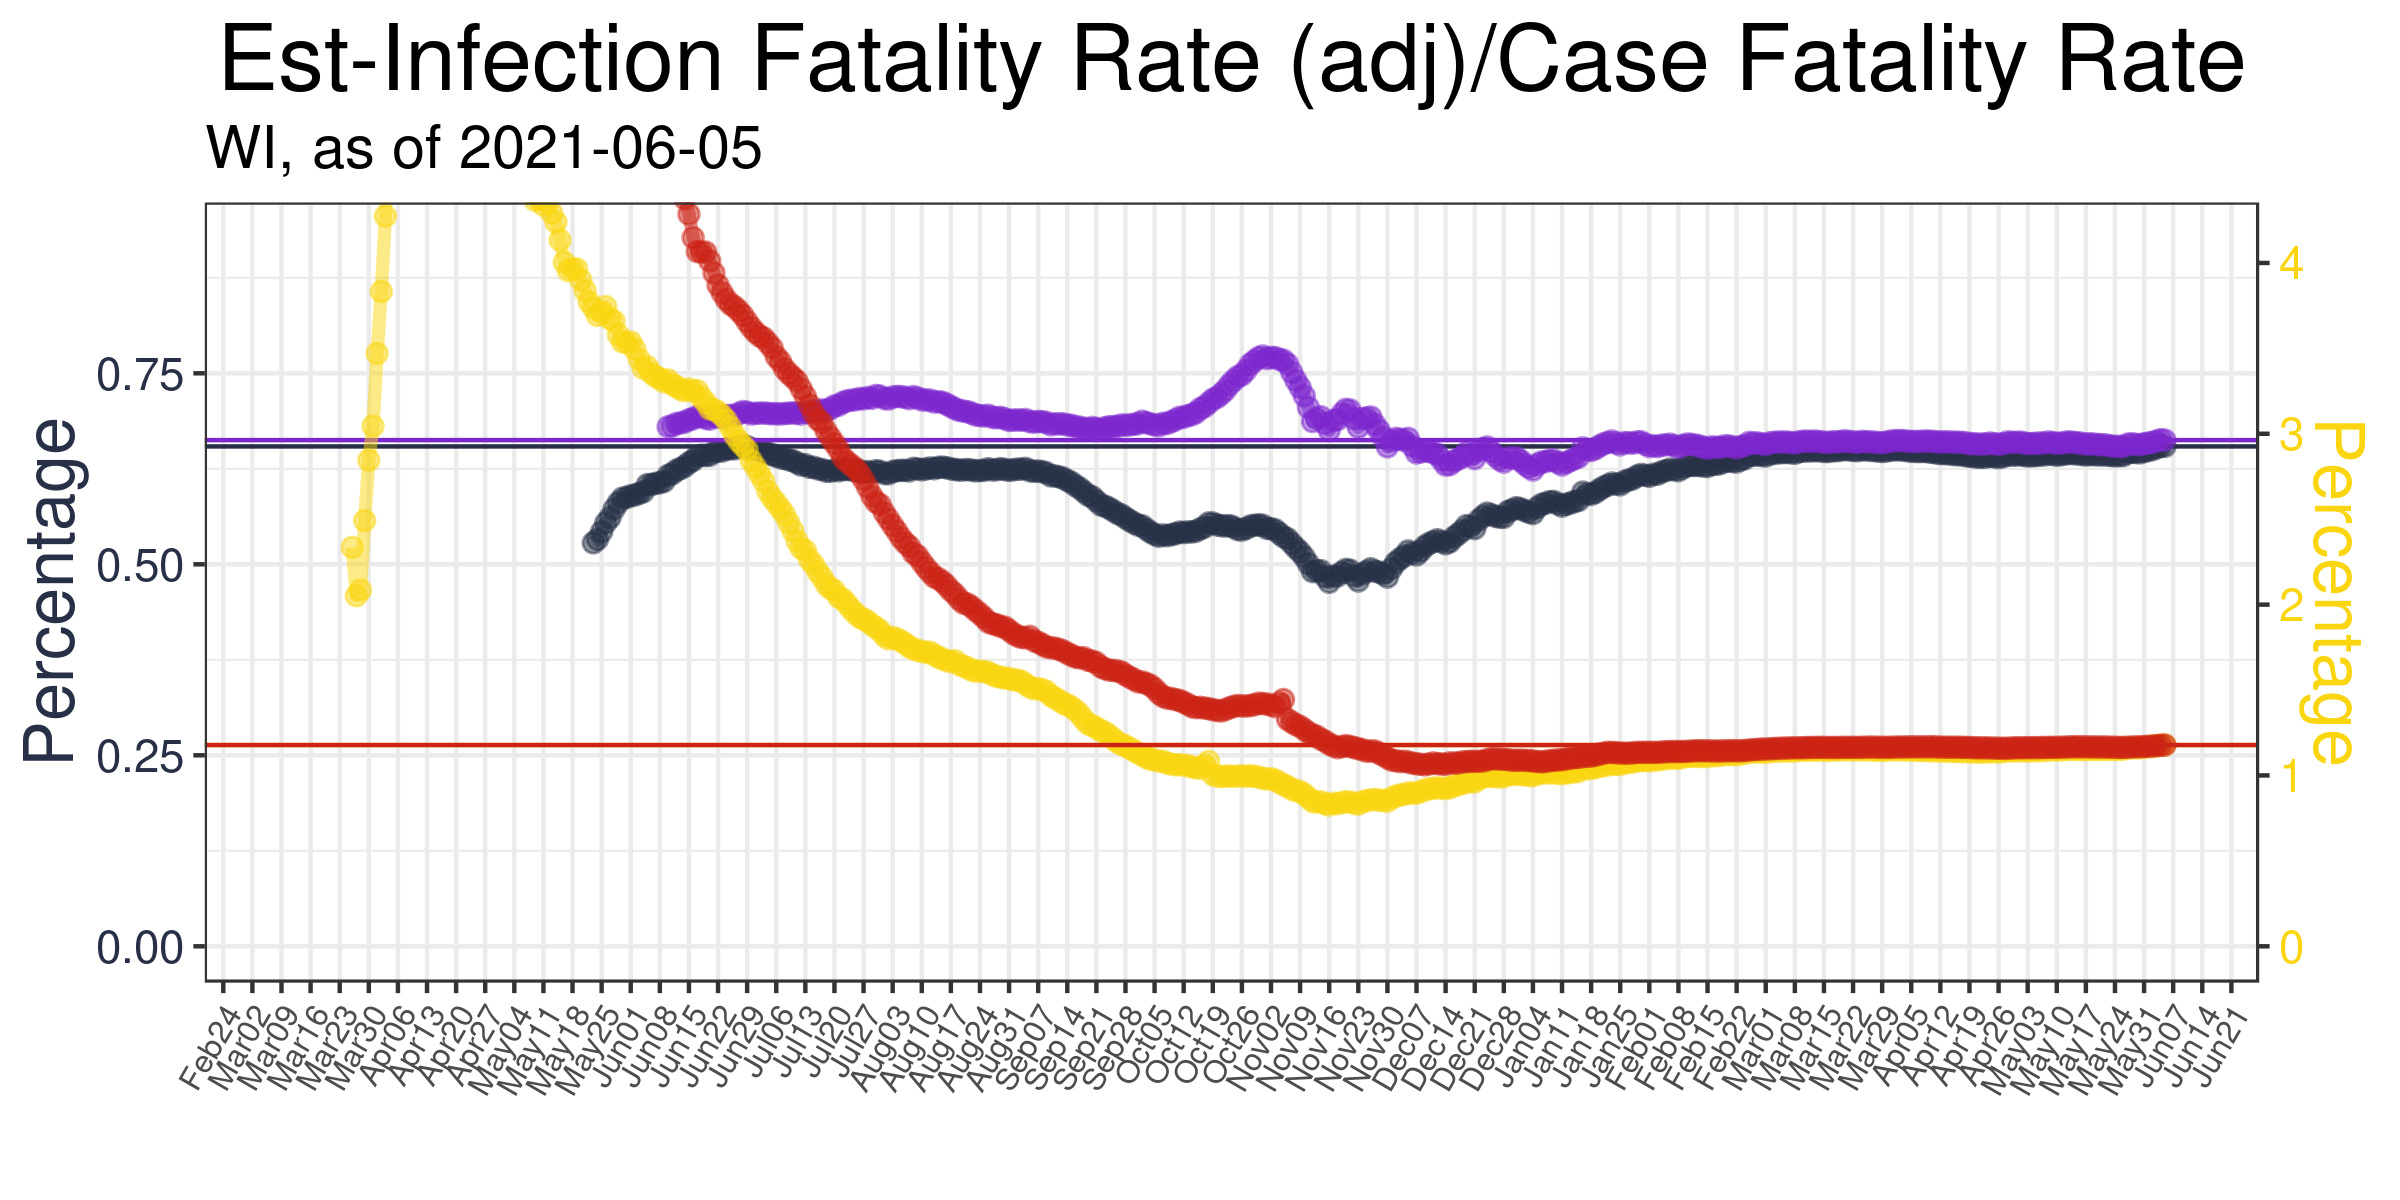 Est-Infection Fatality Rate (adj)/Case Fatality Rate
WI, as of 2021-06-05
Percentage
0.75
0.50
0.25
0.00
4
3
2
1
0
Percentage
Feb24
Mar02
Mar09
Mar16
Mar23
Mar30
Apr06
Apr13
Apr20
Apr27
May04
May11
May18
May25
Jun01
Jun08
Jun15
Jun22
Jun29
Jul06
Jul13
Jul20
Jul27
Aug03
Aug10
Aug17
Aug24
Aug31
Sep07
Sep14
Sep21
Sep28
Oct05
Oct12
Oct19
Oct26
Nov02
Nov09
Nov16
Nov23
Nov30
Dec07
Dec14
Dec21
Dec28
Jan04
Jan11
Jan18
Jan25
Feb01
Feb08
Feb15
Feb22
Mar01
Mar08
Mar15
Mar22
Mar29
Apr05
Apr12
Apr19
Apr26
May03
May10
May17
May24
May31
Jun07
Jun14
Jun21